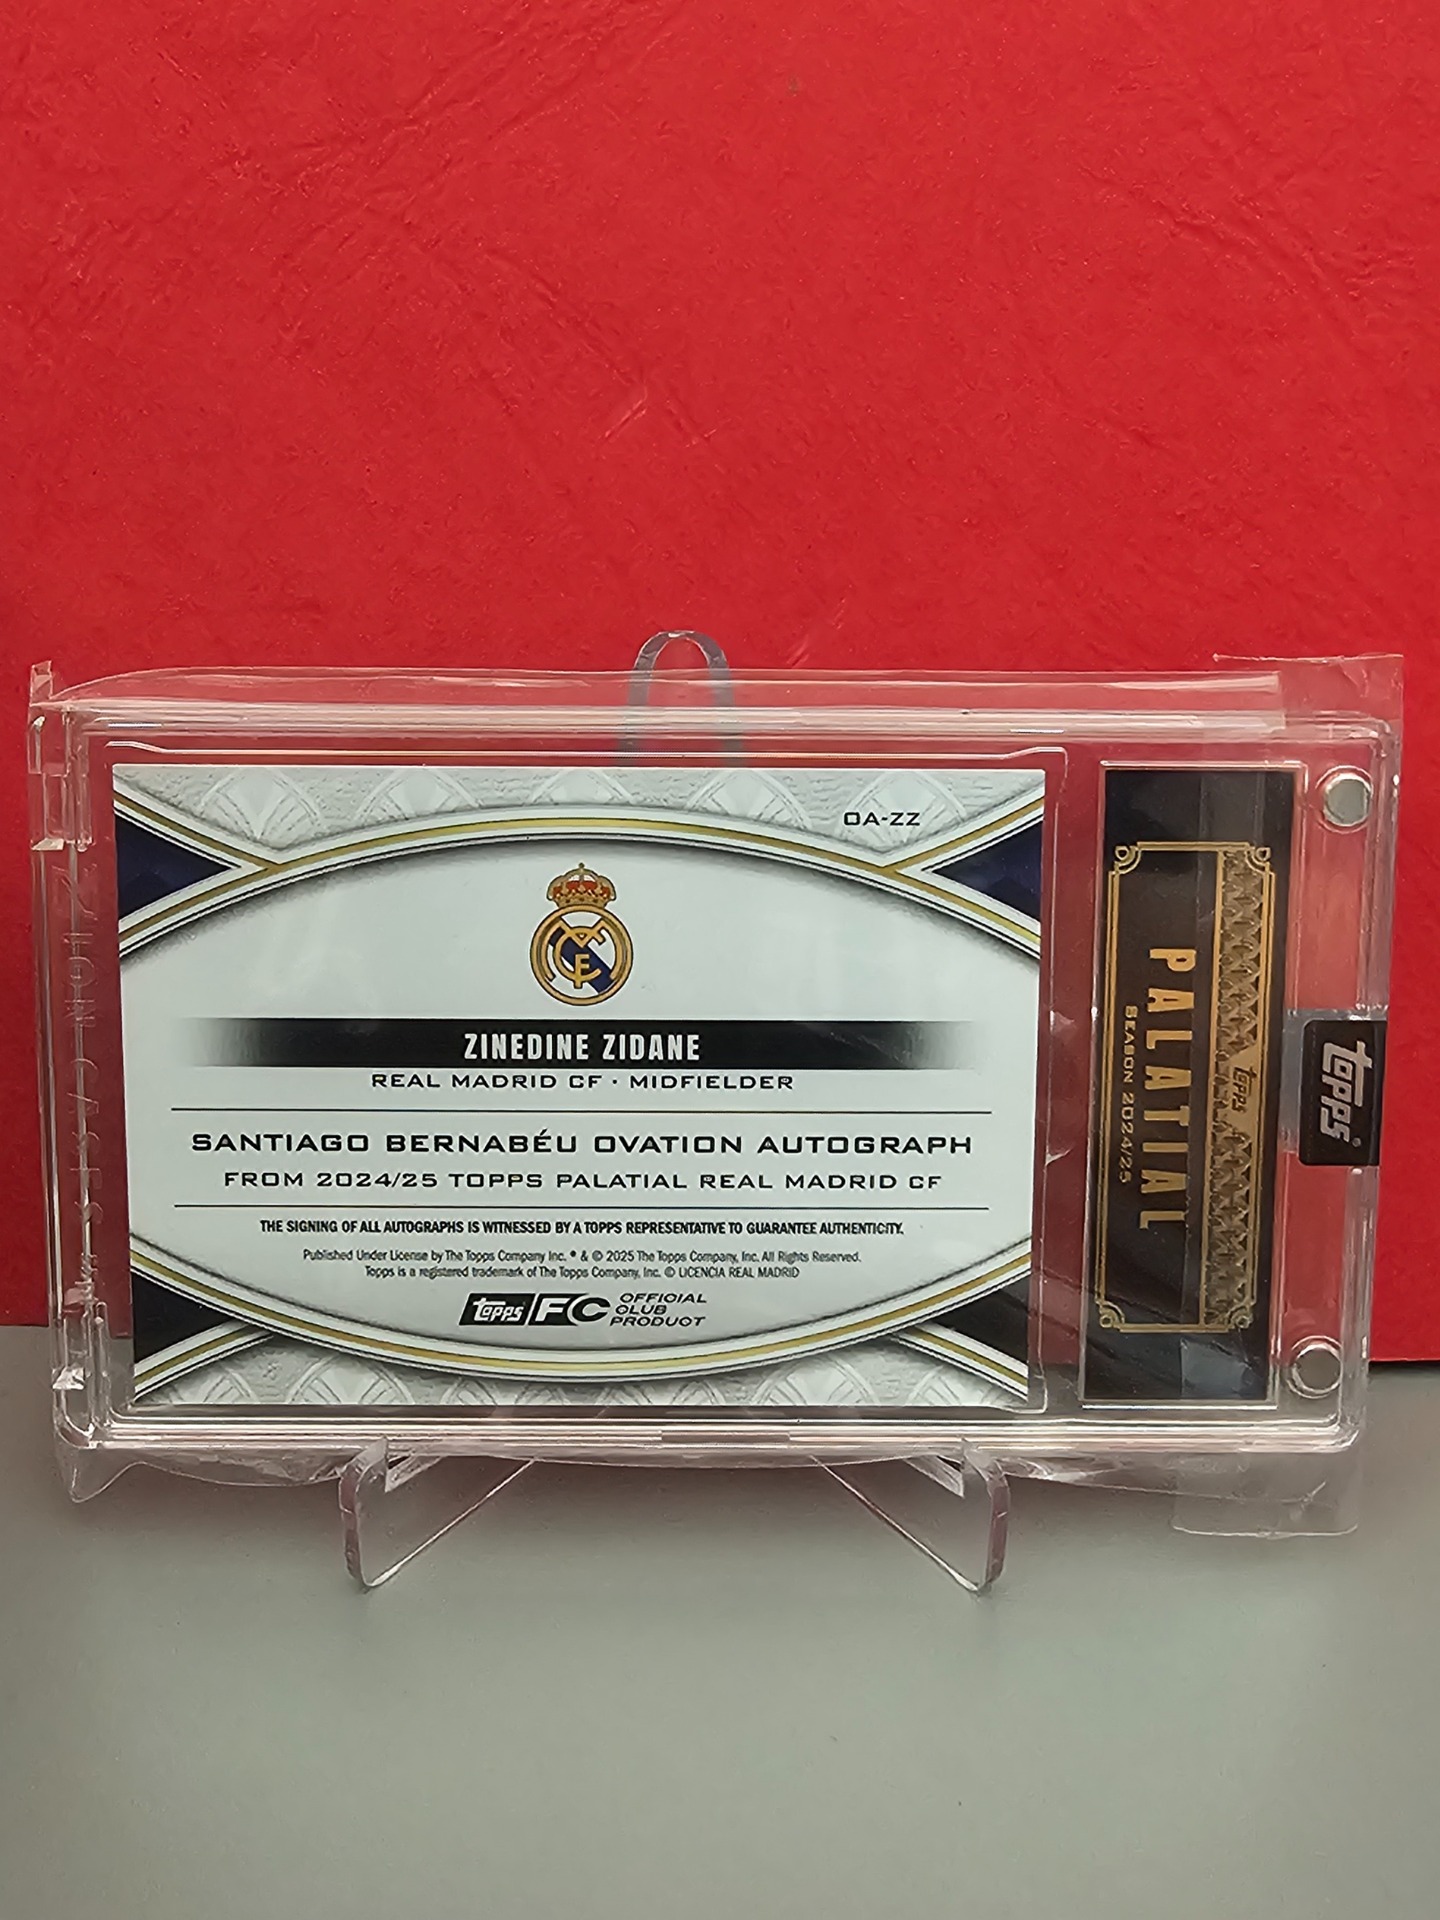 OA-ZZ
ZINEDINE ZIDANE
REAL MADRID CF · MIDFIELDER
SANTIAGO BERNABÉU OVATION AUTOGRAPH
FROM 2024/25 TOPPS PALATIAL REAL MADRID CF
THE SIGNING OF ALL AUTOGRAPHS IS WITNESSED BY A TOPPS REPRESENTATIVE TO GUARANTEE AUTHENTICITY.
Published Under License by The Topps Company Inc. ® & © 2025 The Topps Company, Inc. All Rights Reserved.
Topps is a registered trademark of The Topps Company, Inc. © LICENCIA REAL MADRID
topps FC OFFICIAL
CLUB
PRODUCT
topps
PALATIAL
SEASON 2024/25
topps®